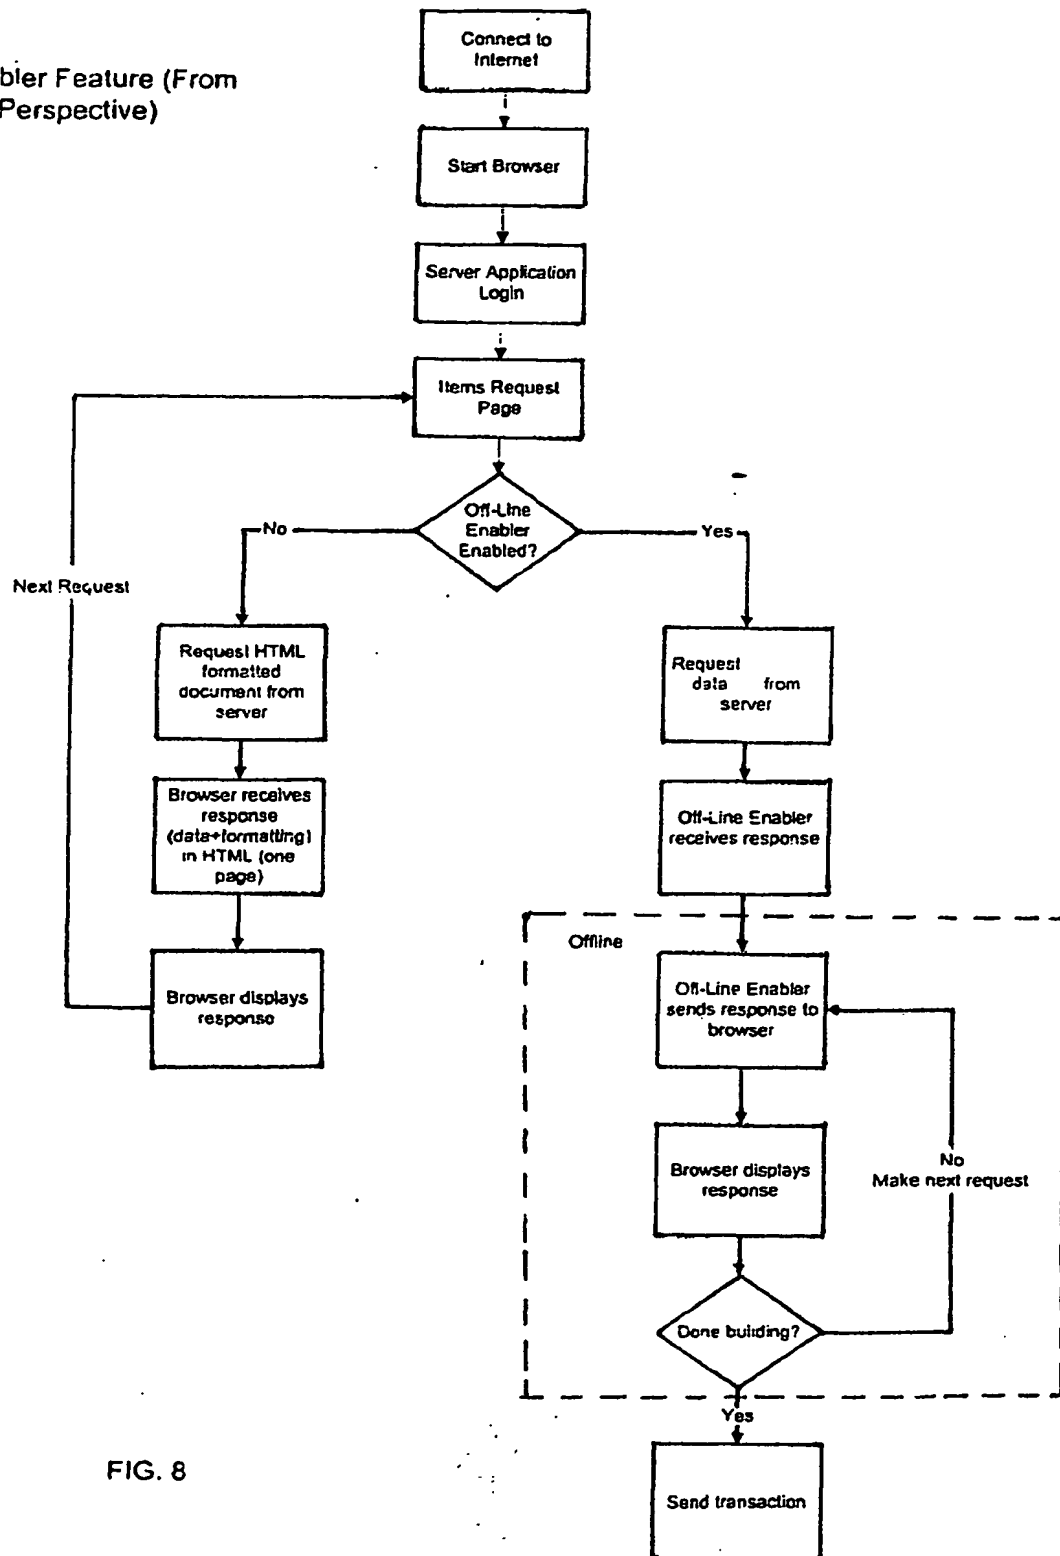 bler Feature (From
Perspective)
Connect to
Internet
Start Browser
Server Application
Login
Items Request
Page
Off-Line
Enabler
Enabled?
No
Yes
Next Request
Request HTML
formatted
document from
server
Request
data from
server
Browser receives
response
(data+formatting)
in HTML (one
page)
Off-Line Enabler
receives response
Offline
Browser displays
response
Off-Line Enabler
sends response to
browser
Browser displays
response
No
Make next request
Done building?
Yes
Send transaction
FIG. 8